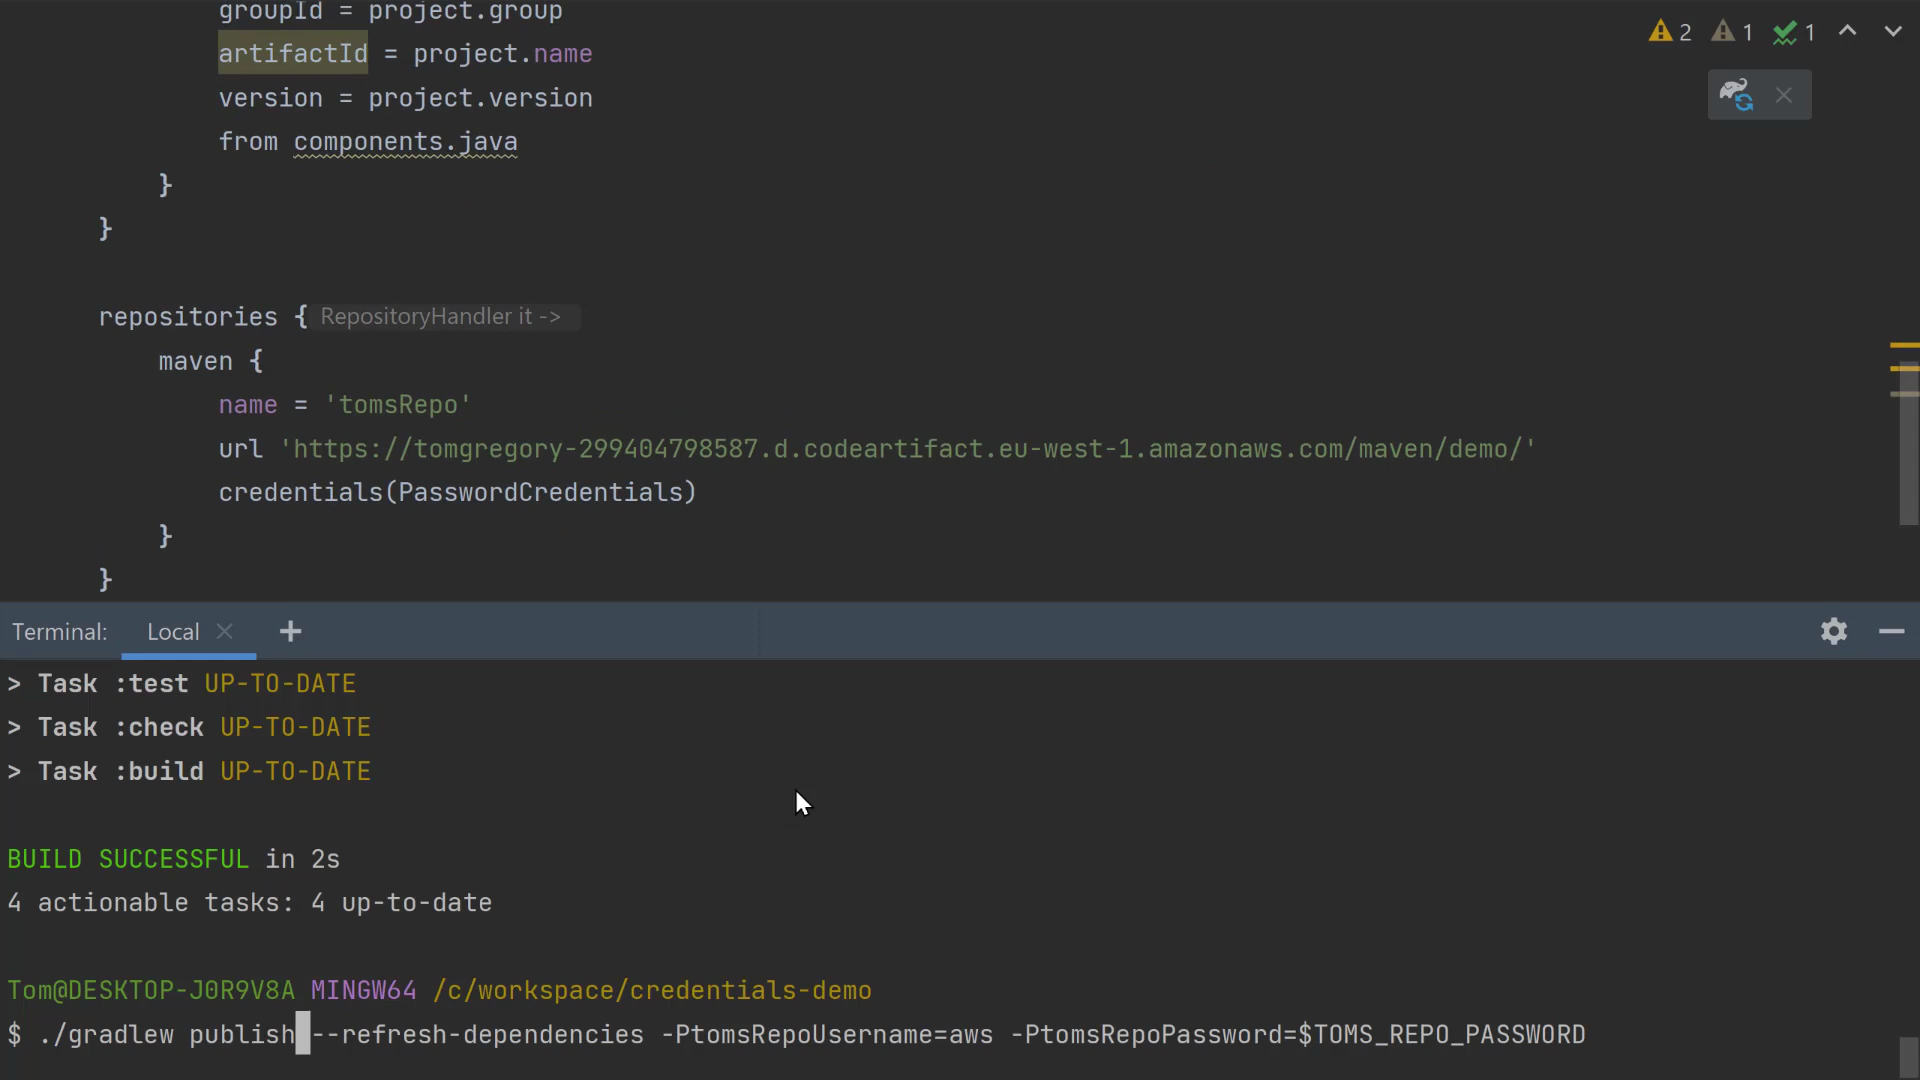 groupId = project.group
artifactId = project.name
version = project.version
from components.java
}
}
repositories { RepositoryHandler it ->
maven {
name = 'tomsRepo'
url 'https://tomgregory-299404798587.d.codeartifact.eu-west-1.amazonaws.com/maven/demo/'
credentials(PasswordCredentials)
}
}
2 1 1
Terminal: Local
> Task :test UP-TO-DATE
> Task :check UP-TO-DATE
> Task :build UP-TO-DATE
BUILD SUCCESSFUL in 2s
4 actionable tasks: 4 up-to-date
Tom@DESKTOP-J0R9V8A MINGW64 /c/workspace/credentials-demo
$ ./gradlew publish --refresh-dependencies -PtomsRepoUsername=aws -PtomsRepoPassword=$TOMS_REPO_PASSWORD